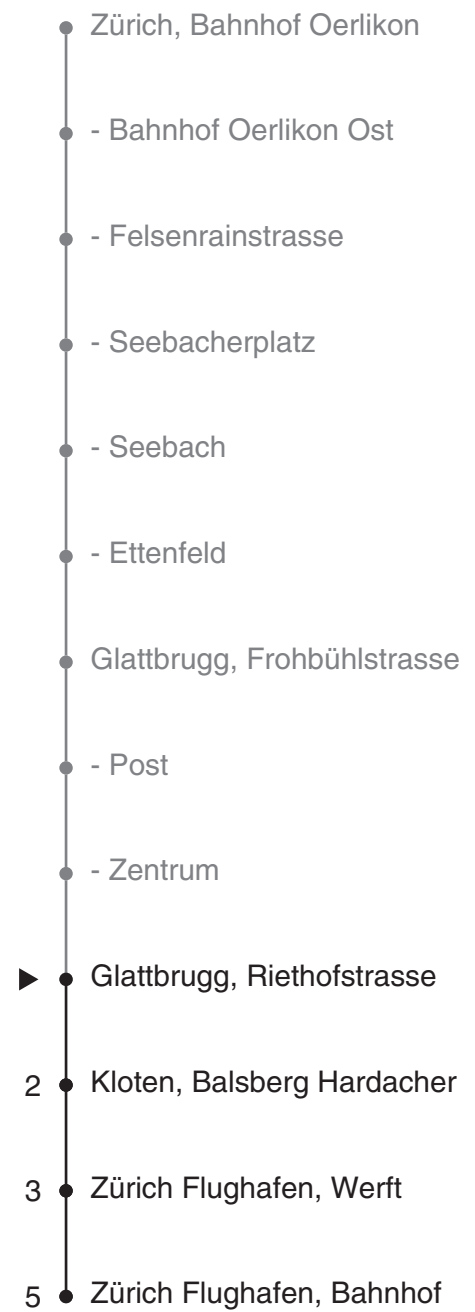 Zürich, Bahnhof Oerlikon
- Bahnhof Oerlikon Ost
- Felsenrainstrasse
- Seebacherplatz
- Seebach
- Ettenfeld
Glattbrugg, Frohbühlstrasse
- Post
- Zentrum
Glattbrugg, Riethofstrasse
2 Kloten, Balsberg Hardacher
3 Zürich Flughafen, Werft
5 Zürich Flughafen, Bahnhof